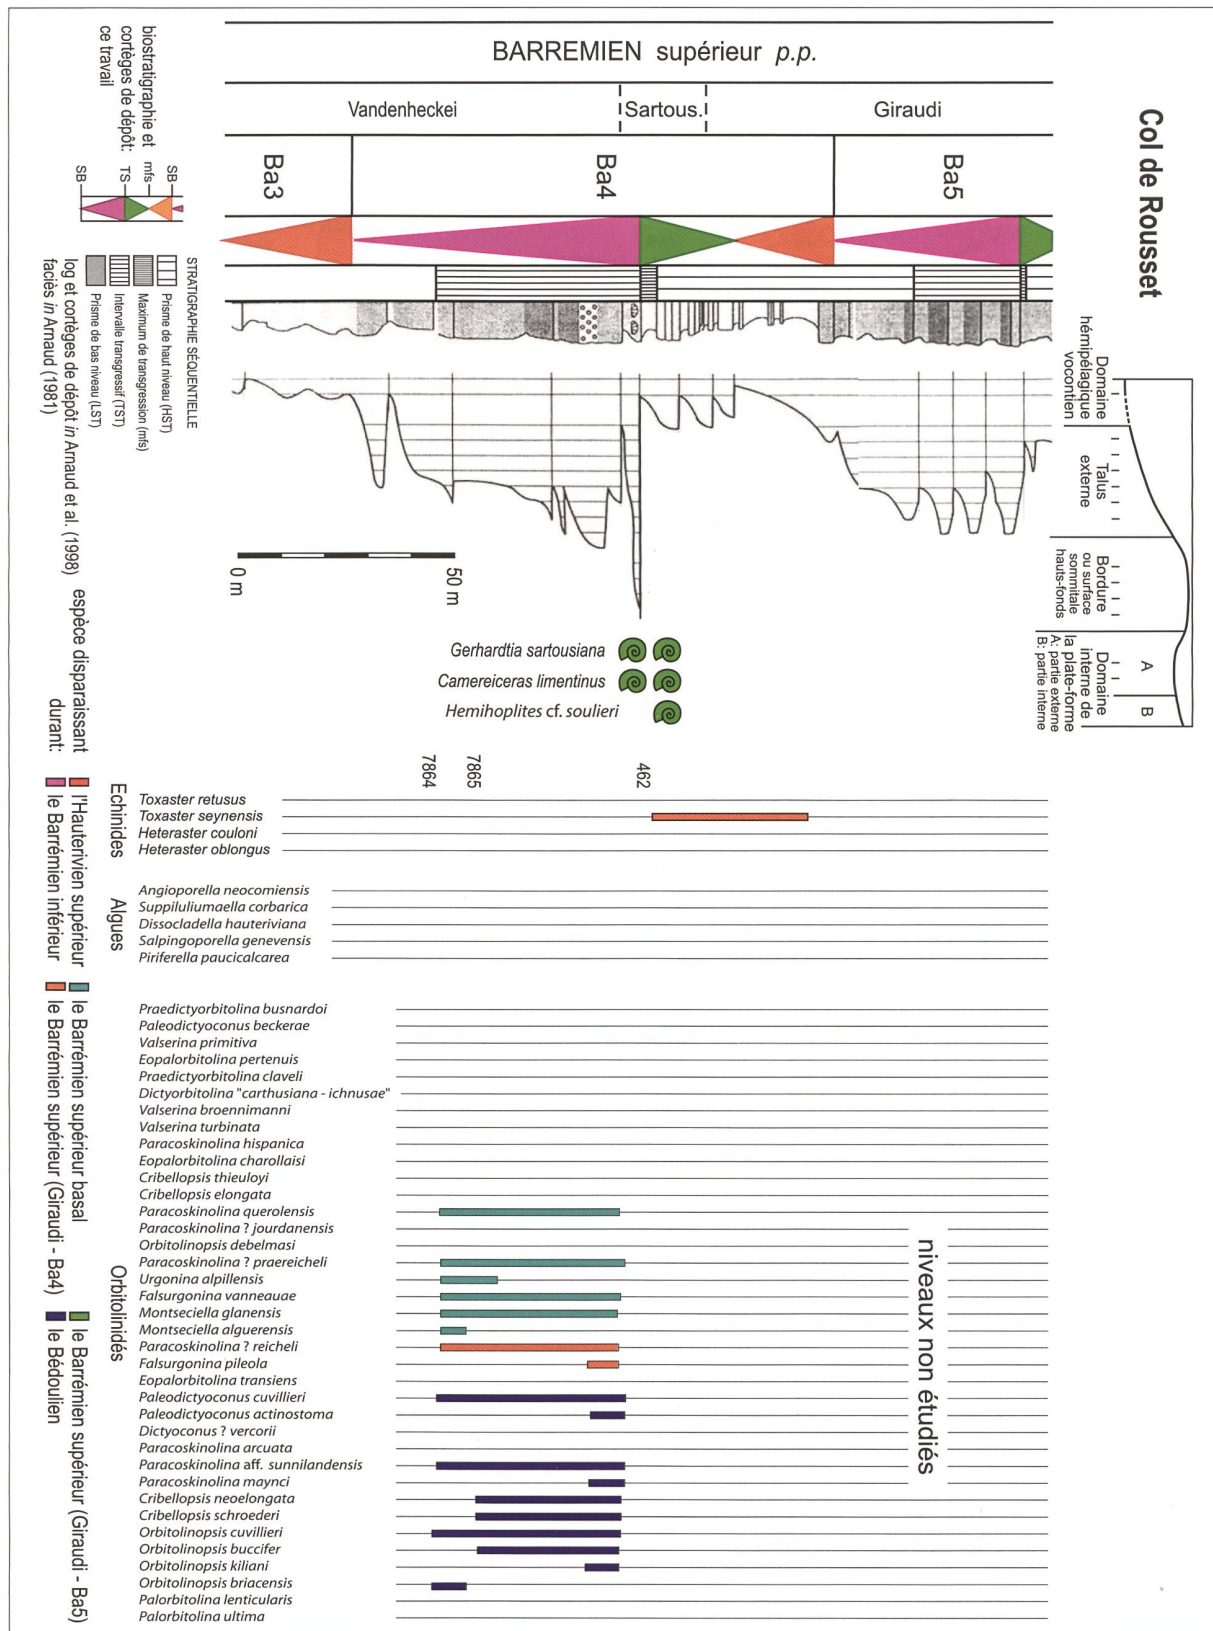 BARREMIEN supérieur p.p.
Vandenheckei
Sartous.
Giraudi
Ba3
Ba4
Ba5
Col de Rousset
biostratigraphie et
cortèges de dépôt:
ce travail
SB
mfs
TS
SB
STRATIGRAPHIE SÉQUENTIELLE
Prisme de haut niveau (HST)
Maximum de transgression (mfs)
Intervalle transgressif (TST)
Prisme de bas niveau (LST)
log et cortèges de dépôt in Arnaud et al. (1998)
faciès in Arnaud (1981)
Domaine
hémipélagique
vocontien
Talus
externe
Bordure
ou surface
sommitale
hauts-fonds
A
B
Domaine
interne de
la plate-forme
A: partie externe
B: partie interne
0 m
50 m
Gerhardtia sartousiana
Camereiceras limentinus
Hemihoplites cf. soulieri
7864
7865
462
Echinides
Toxaster retusus
Toxaster seynensis
Heteraster couloni
Heteraster oblongus
Algues
Angioporella neocomiensis
Suppiluliumaella corbarica
Dissocladella hauteriviana
Salpingoporella genevensis
Piriferella paucicalcarea
Orbitolinidés
Praedictyorbitolina busnardoi
Paleodictyoconus beckerae
Valserina primitiva
Eopalorbitolina pertenuis
Praedictyorbitolina claveli
Dictyorbitolina "carthusiana - ichnusae"
Valserina broennimanni
Valserina turbinata
Paracoskinolina hispanica
Eopalorbitolina charollaisi
Cribellopsis thieuloyi
Cribellopsis elongata
Paracoskinolina querolensis
Paracoskinolina ? jourdanensis
Orbitolinopsis debelmasi
Paracoskinolina ? praereicheli
Urgonina alpillensis
Falsurgonina vanneauae
Montseciella glanensis
Montseciella alguerensis
Paracoskinolina ? reicheli
Falsurgonina pileola
Eopalorbitolina transiens
Paleodictyoconus cuvillieri
Paleodictyoconus actinostoma
Dictyoconus ? vercorii
Paracoskinolina arcuata
Paracoskinolina aff. sunnilandensis
Paracoskinolina maynci
Cribellopsis neoelongata
Cribellopsis schroederi
Orbitolinopsis cuvillieri
Orbitolinopsis buccifer
Orbitolinopsis kiliani
Orbitolinopsis briacensis
Palorbitolina lenticularis
Palorbitolina ultima
niveaux non étudiés
espèce disparaissant
durant:
l'Hauterivien supérieur
le Barrémien inférieur
le Barrémien supérieur basal
le Barrémien supérieur (Giraudi - Ba4)
le Barrémien supérieur (Giraudi - Ba5)
le Bédoulien